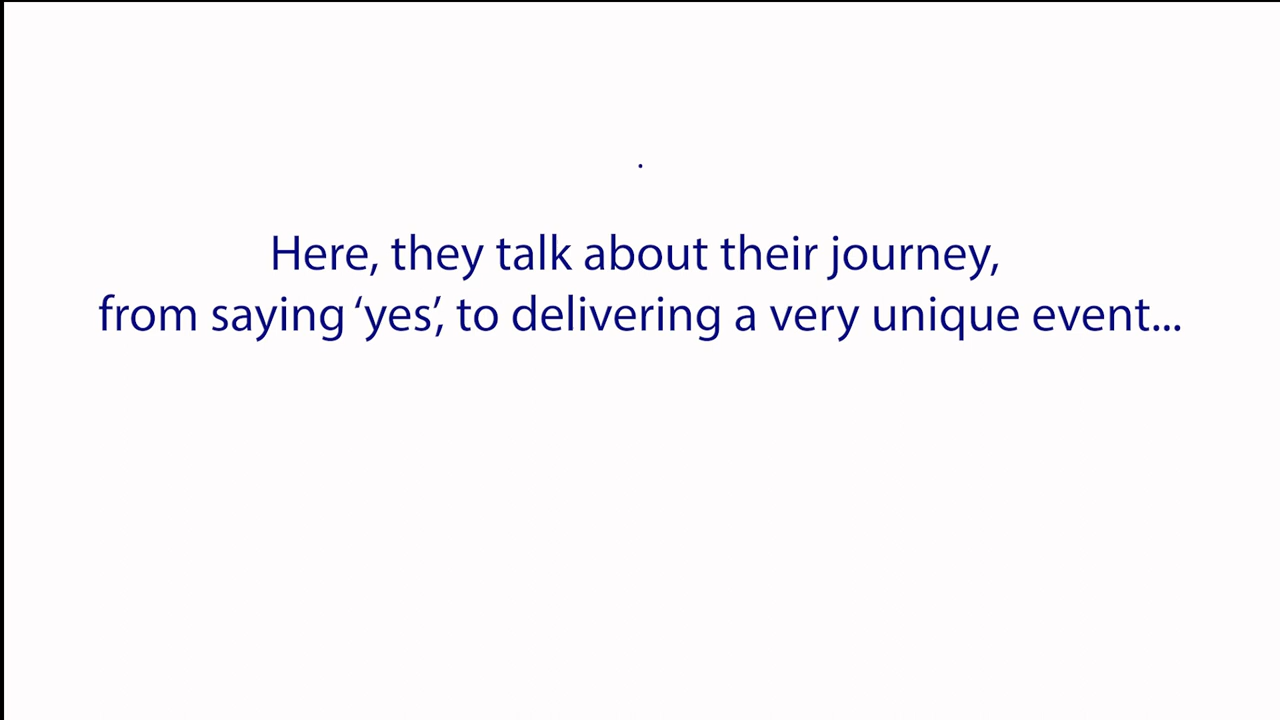 .
Here, they talk about their journey,
from saying ‘yes’, to delivering a very unique event...